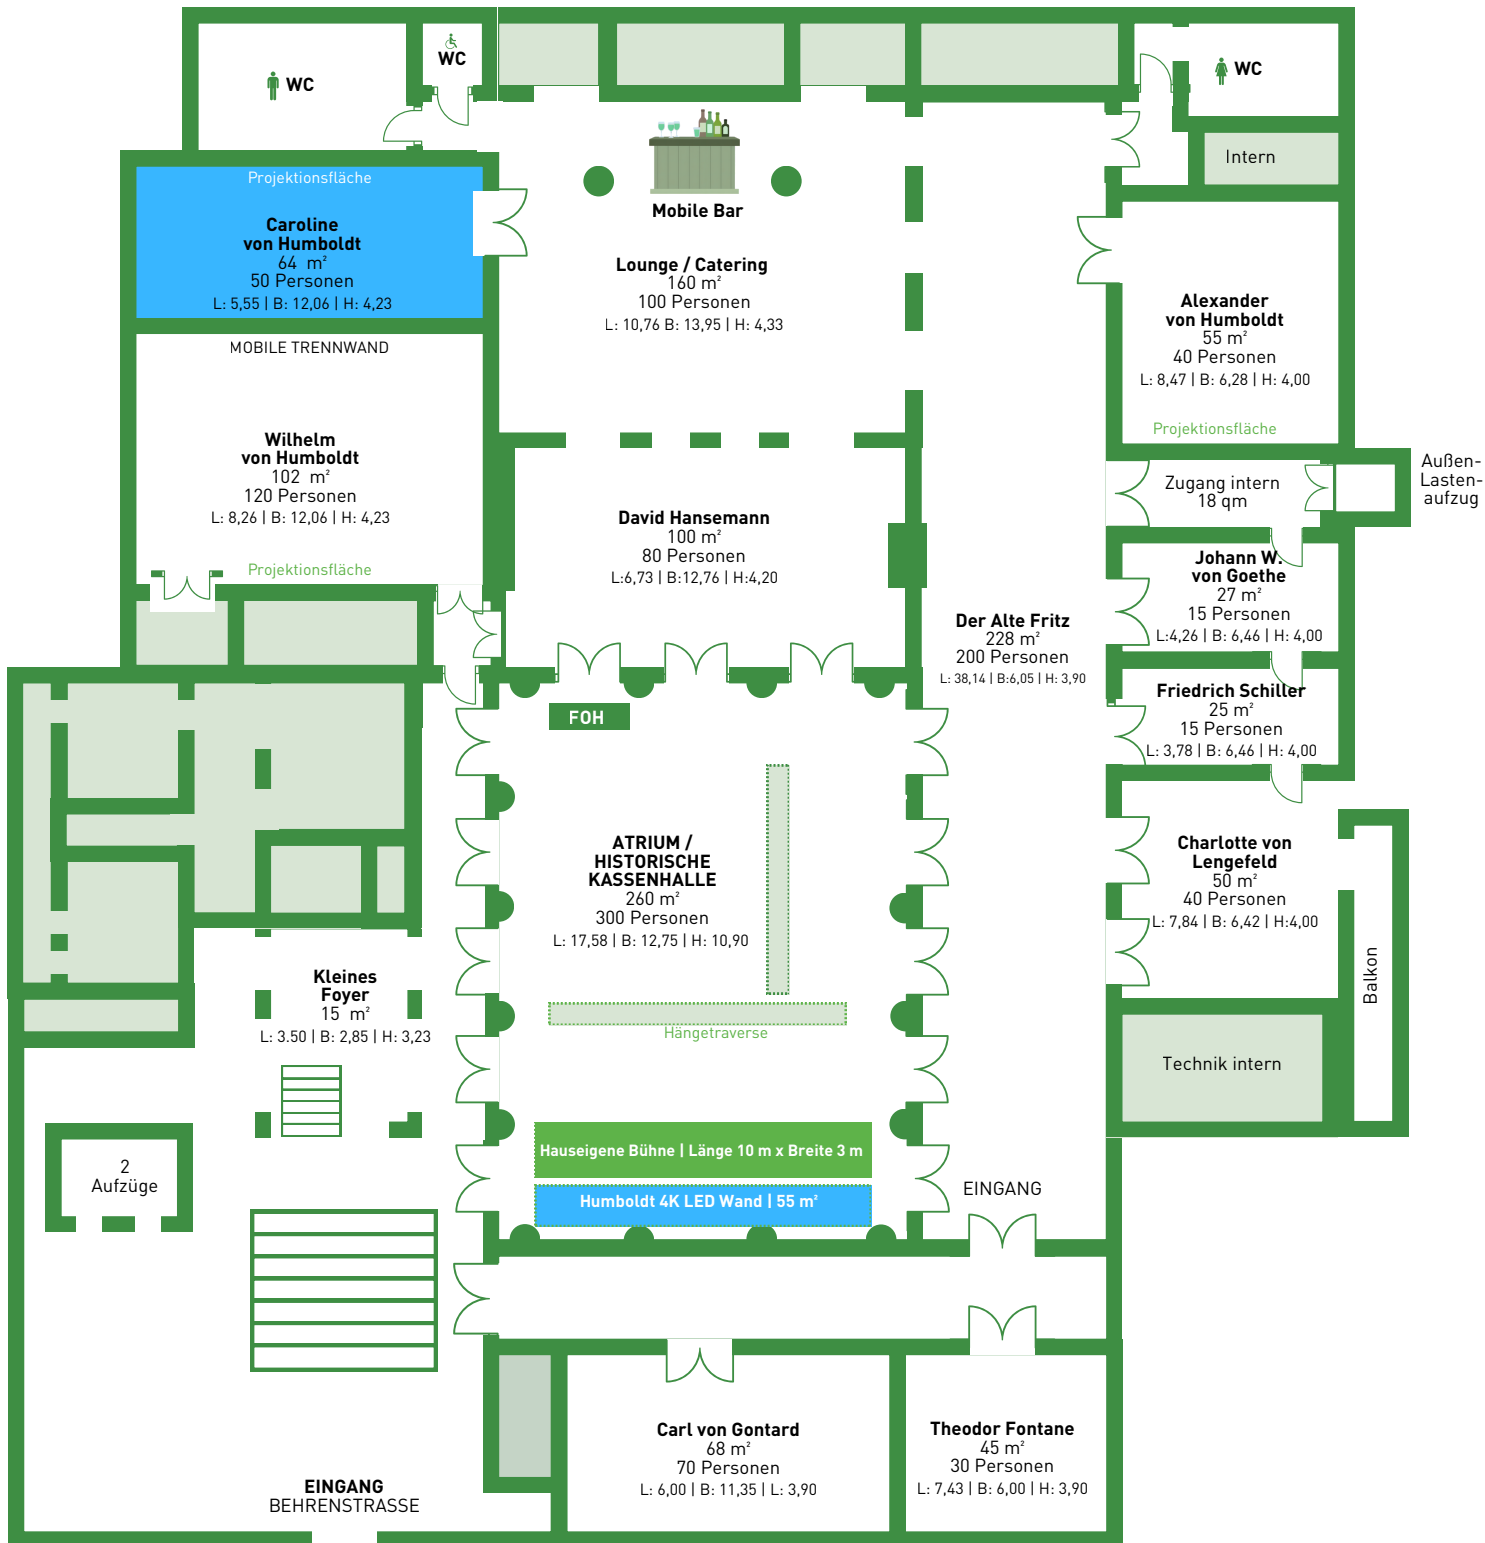 WC
WC
WC
Intern
Projektionsfläche
Caroline
von Humboldt
64 m²
50 Personen
L: 5,55 | B: 12,06 | H: 4,23
MOBILE TRENNWAND
Wilhelm
von Humboldt
102 m²
120 Personen
L: 8,26 | B: 12,06 | H: 4,23
Projektionsfläche
Mobile Bar
Lounge / Catering
160 m²
100 Personen
L: 10,76 B: 13,95 | H: 4,33
David Hansemann
100 m²
80 Personen
L:6,73 | B:12,76 | H:4,20
Alexander
von Humboldt
55 m²
40 Personen
L: 8,47 | B: 6,28 | H: 4,00
Projektionsfläche
Zugang intern
18 qm
Außen-
Lasten-
aufzug
Johann W.
von Goethe
27 m²
15 Personen
L:4,26 | B: 6,46 | H: 4,00
Der Alte Fritz
228 m²
200 Personen
L: 38,14 | B:6,05 | H: 3,90
Friedrich Schiller
25 m²
15 Personen
L: 3,78 | B: 6,46 | H: 4,00
FOH
ATRIUM /
HISTORISCHE
KASSENHALLE
260 m²
300 Personen
L: 17,58 | B: 12,75 | H: 10,90
Hängetraverse
Charlotte von
Lengefeld
50 m²
40 Personen
L: 7,84 | B: 6,42 | H:4,00
Balkon
Technik intern
Kleines
Foyer
15 m²
L: 3.50 | B: 2,85 | H: 3,23
2
Aufzüge
Hauseigene Bühne | Länge 10 m x Breite 3 m
Humboldt 4K LED Wand | 55 m²
EINGANG
Carl von Gontard
68 m²
70 Personen
L: 6,00 | B: 11,35 | L: 3,90
Theodor Fontane
45 m²
30 Personen
L: 7,43 | B: 6,00 | H: 3,90
EINGANG
BEHRENSTRASSE